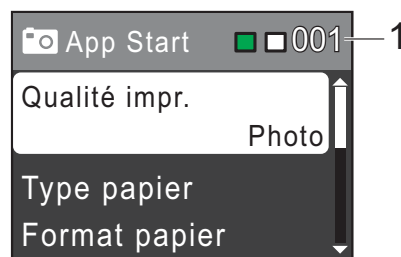 App Start 001 1
Qualité impr.
Photo
Type papier
Format papier